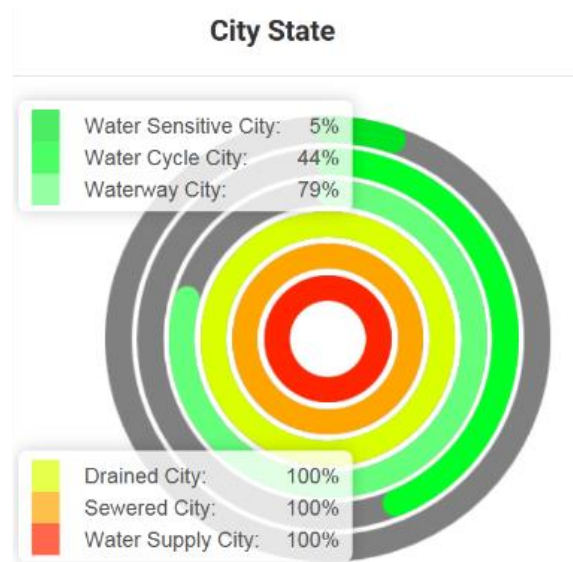 City State
Water Sensitive City: 5%
Water Cycle City: 44%
Waterway City: 79%
Drained City: 100%
Sewered City: 100%
Water Supply City: 100%